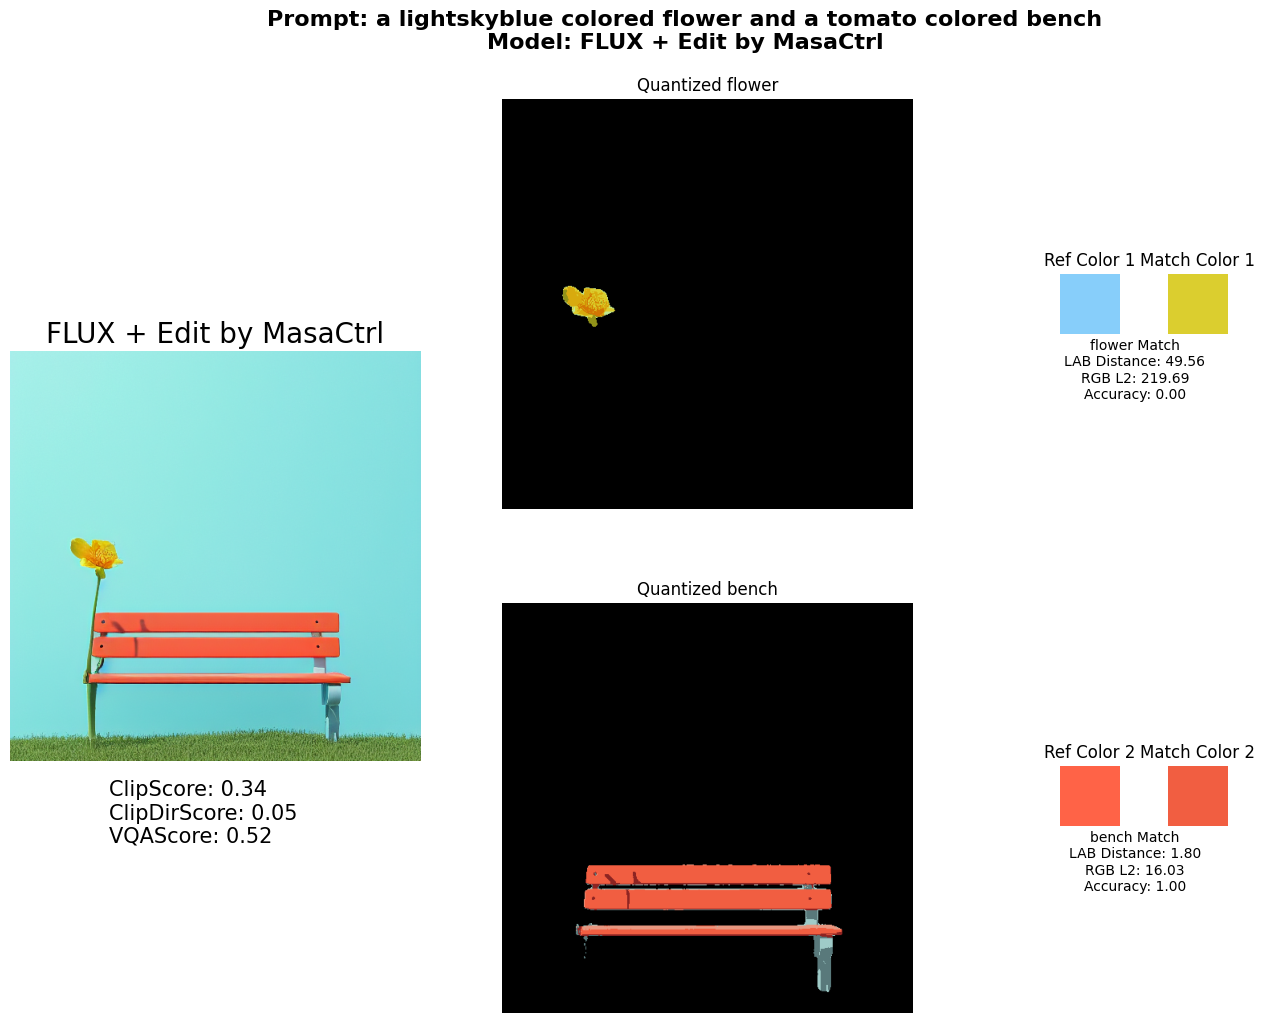 Prompt: a lightskyblue colored flower and a tomato colored bench
Model: FLUX + Edit by MasaCtrl
Quantized flower
Ref Color 1 Match Color 1
flower Match
LAB Distance: 49.56
RGB L2: 219.69
Accuracy: 0.00
FLUX + Edit by MasaCtrl
ClipScore: 0.34
ClipDirScore: 0.05
VQAScore: 0.52
Quantized bench
Ref Color 2 Match Color 2
bench Match
LAB Distance: 1.80
RGB L2: 16.03
Accuracy: 1.00